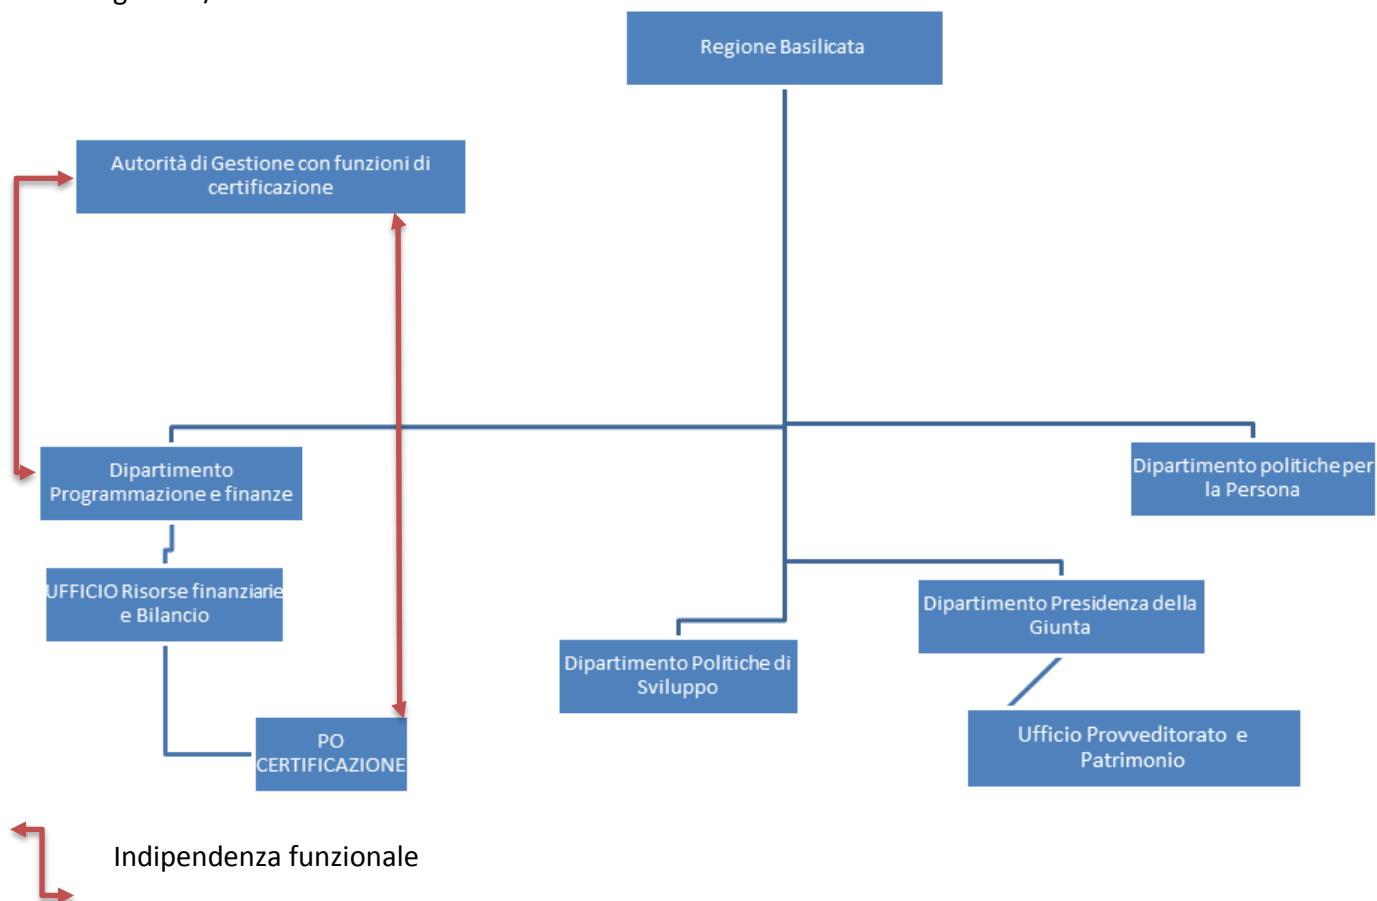 Regione Basilicata
Autorità di Gestione con funzioni di
certificazione
Dipartimento
Programmazione e finanze
Dipartimento politiche per
la Persona
UFFICIO Risorse finanziarie
e Bilancio
Dipartimento Presidenza della
Giunta
Dipartimento Politiche di
Sviluppo
Ufficio Provveditorato e
Patrimonio
PO
CERTIFICAZIONE
Indipendenza funzionale